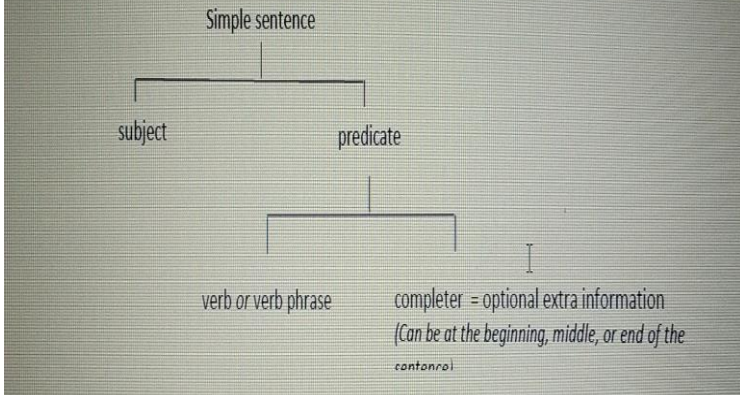 Simple sentence
subject
predicate
verb or verb phrase
completer = optional extra information
(Can be at the beginning, middle, or end of the